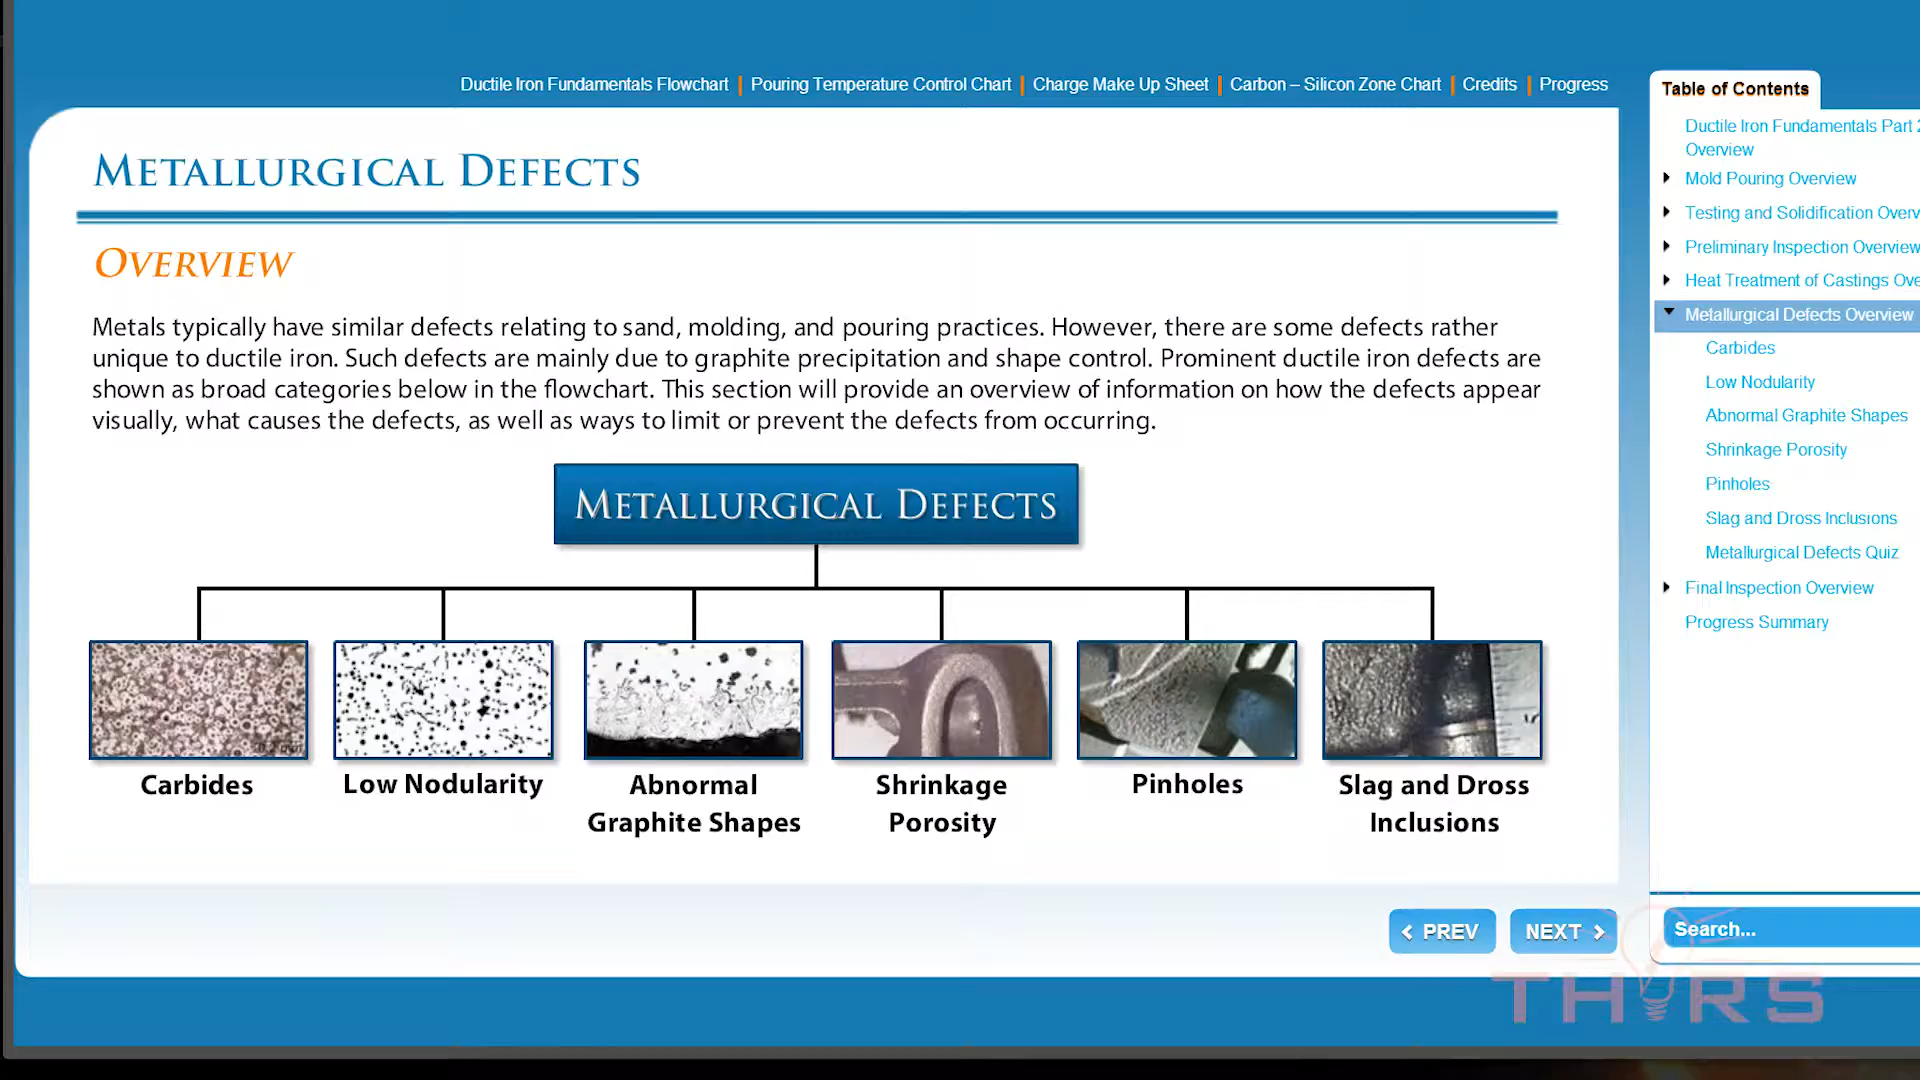 Ductile Iron Fundamentals Flowchart | Pouring Temperature Control Chart | Charge Make Up Sheet | Carbon – Silicon Zone Chart | Credits | Progress
METALLURGICAL DEFECTS
OVERVIEW
Metals typically have similar defects relating to sand, molding, and pouring practices. However, there are some defects rather
unique to ductile iron. Such defects are mainly due to graphite precipitation and shape control. Prominent ductile iron defects are
shown as broad categories below in the flowchart. This section will provide an overview of information on how the defects appear
visually, what causes the defects, as well as ways to limit or prevent the defects from occurring.
METALLURGICAL DEFECTS
Carbides
Low Nodularity
Abnormal
Graphite Shapes
Shrinkage
Porosity
Pinholes
Slag and Dross
Inclusions
PREV
NEXT
Table of Contents
Ductile Iron Fundamentals Part
Overview
Mold Pouring Overview
Testing and Solidification Overv
Preliminary Inspection Overview
Heat Treatment of Castings Ove
Metallurgical Defects Overview
Carbides
Low Nodularity
Abnormal Graphite Shapes
Shrinkage Porosity
Pinholes
Slag and Dross Inclusions
Metallurgical Defects Quiz
Final Inspection Overview
Progress Summary
Search...
THORS